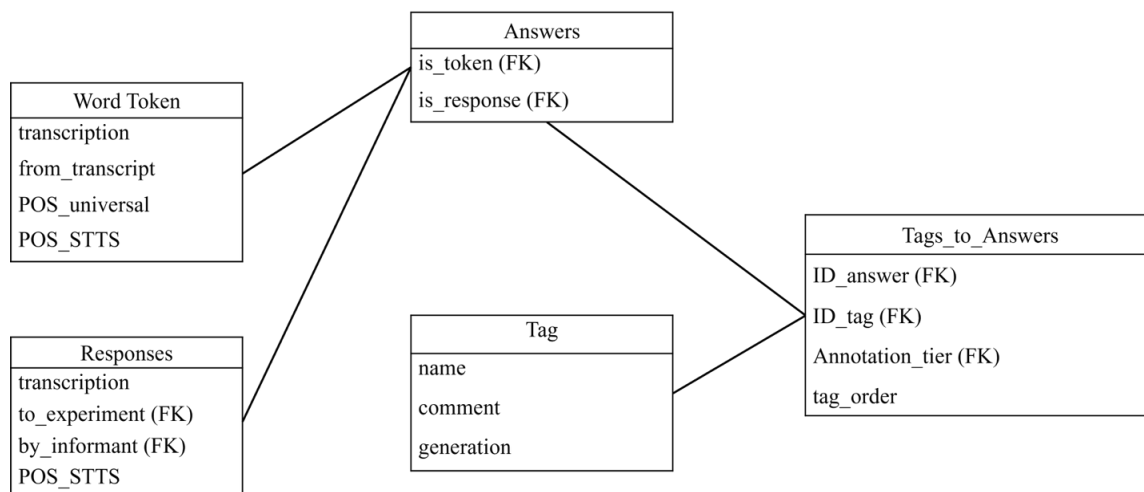 Answers
is_token (FK)
is_response (FK)
Word Token
transcription
from_transcript
POS_universal
POS_STTS
Tags_to_Answers
ID_answer (FK)
ID_tag (FK)
Annotation_tier (FK)
tag_order
Tag
name
comment
generation
Responses
transcription
to_experiment (FK)
by_informant (FK)
POS_STTS